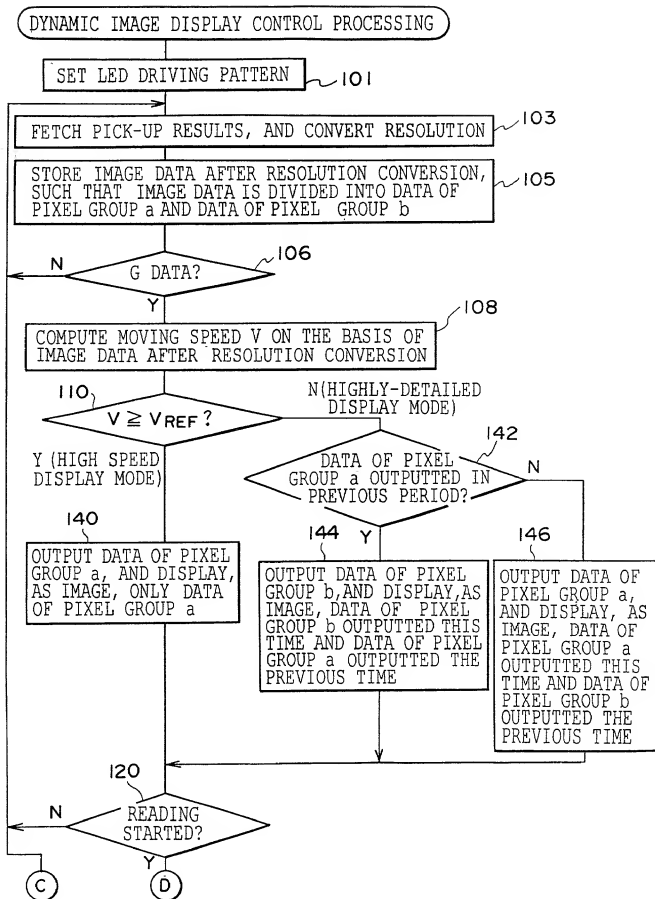 DYNAMIC IMAGE DISPLAY CONTROL PROCESSING
SET LED DRIVING PATTERN
101
FETCH PICK-UP RESULTS, AND CONVERT RESOLUTION
103
STORE IMAGE DATA AFTER RESOLUTION CONVERSION,
SUCH THAT IMAGE DATA IS DIVIDED INTO DATA OF
PIXEL GROUP a AND DATA OF PIXEL GROUP b
105
N
G DATA?
106
Y
108
COMPUTE MOVING SPEED V ON THE BASIS OF
IMAGE DATA AFTER RESOLUTION CONVERSION
110
V ≧ VREF ?
N(HIGHLY-DETAILED
DISPLAY MODE)
Y (HIGH SPEED
DISPLAY MODE)
142
DATA OF PIXEL
GROUP a OUTPUTTED IN
PREVIOUS PERIOD?
N
Y
140
OUTPUT DATA OF PIXEL
GROUP a, AND DISPLAY,
AS IMAGE, ONLY DATA
OF PIXEL GROUP a
144
OUTPUT DATA OF PIXEL
GROUP b, AND DISPLAY, AS
IMAGE, DATA OF PIXEL
GROUP b OUTPUTTED THIS
TIME AND DATA OF PIXEL
GROUP a OUTPUTTED THE
PREVIOUS TIME
146
OUTPUT DATA OF
PIXEL GROUP a,
AND DISPLAY, AS
IMAGE, DATA OF
PIXEL GROUP a
OUTPUTTED THIS
TIME AND DATA OF
PIXEL GROUP b
OUTPUTTED THE
PREVIOUS TIME
120
N
READING
STARTED?
Y
C
D